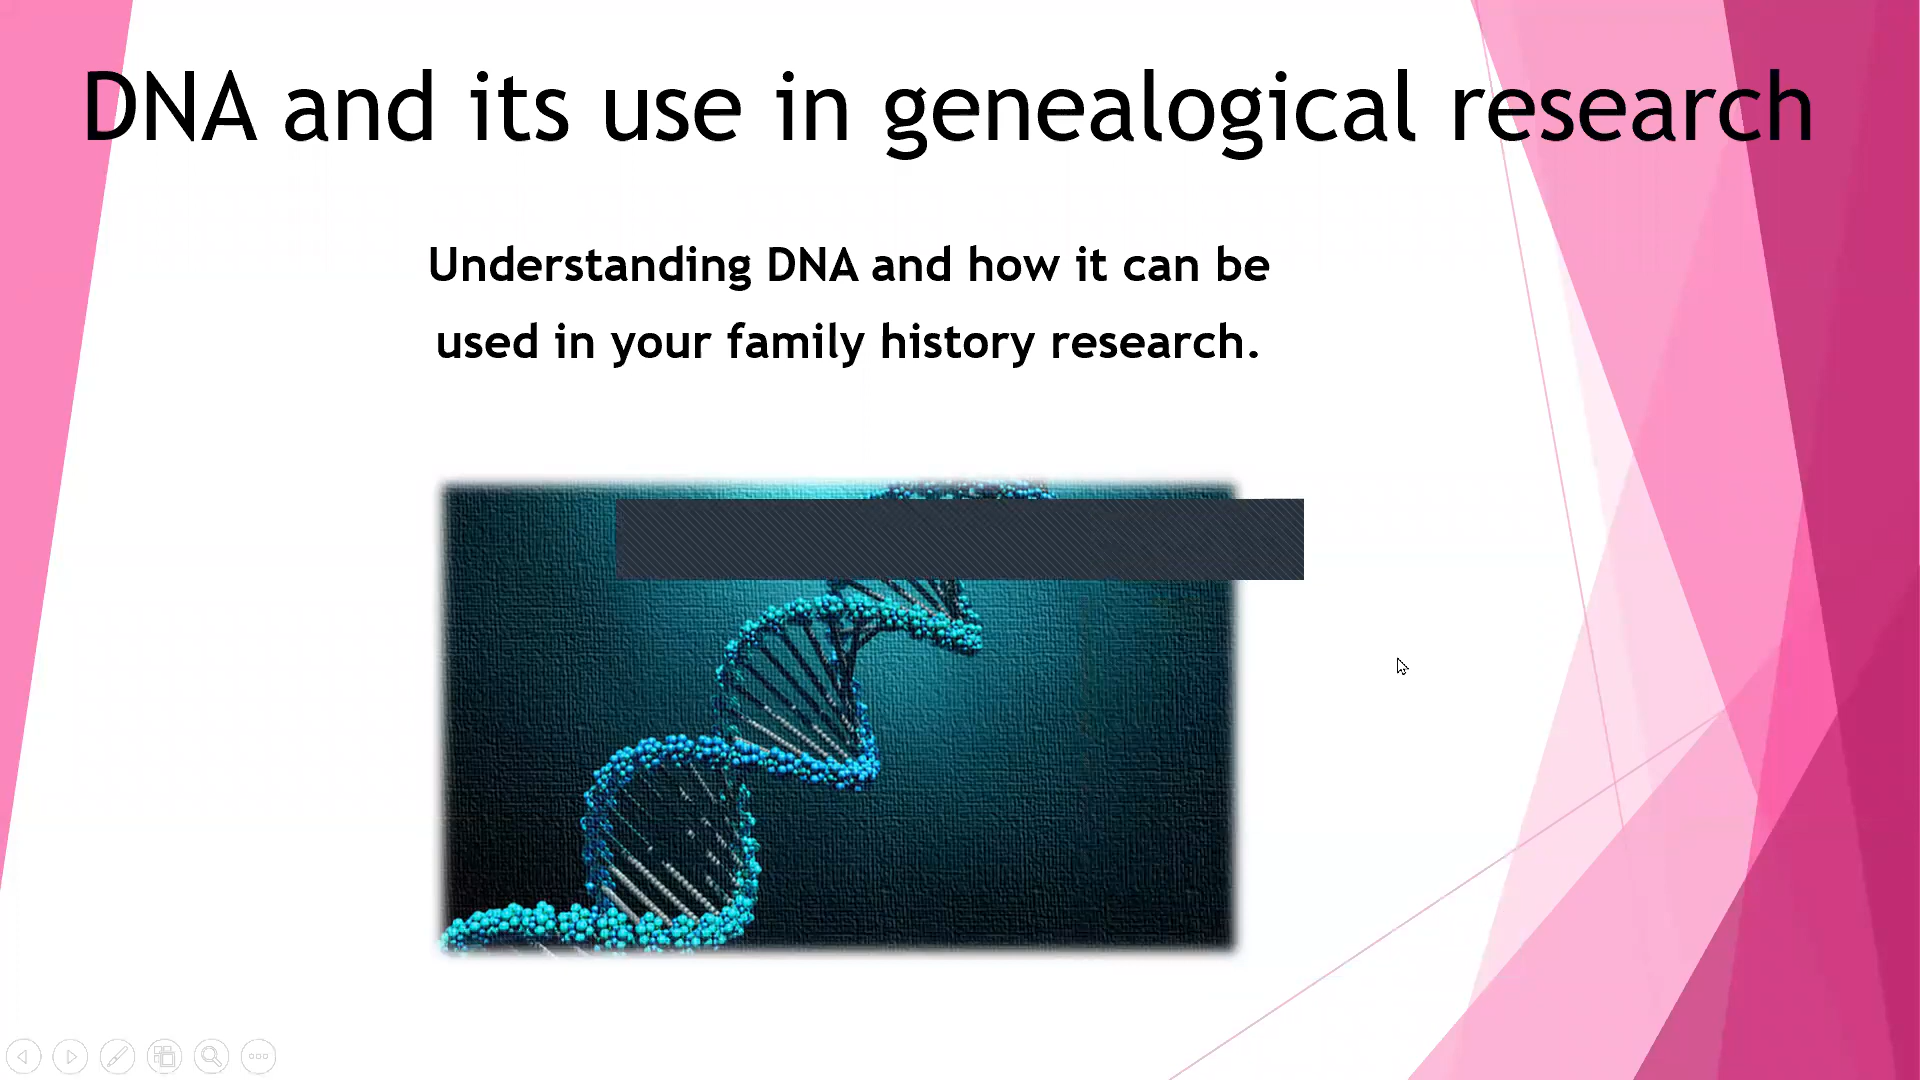 DNA and its use in genealogical research
Understanding DNA and how it can be
used in your family history research.